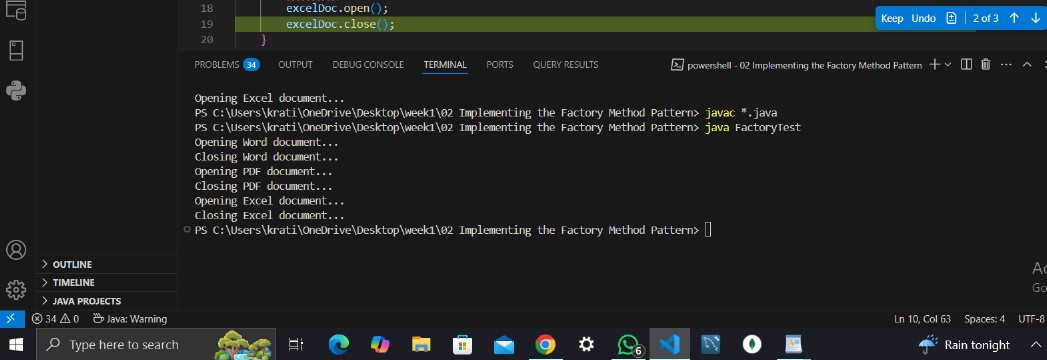 18 excelDoc.open();
19 excelDoc.close();
20 }
Keep Undo 2 of 3
PROBLEMS 34 OUTPUT DEBUG CONSOLE TERMINAL PORTS QUERY RESULTS powershell - 02 Implementing the Factory Method Pattern
Opening Excel document...
PS C:\Users\krati\OneDrive\Desktop\week1\02 Implementing the Factory Method Pattern> javac *.java
PS C:\Users\krati\OneDrive\Desktop\week1\02 Implementing the Factory Method Pattern> java FactoryTest
Opening Word document...
Closing Word document...
Opening PDF document...
Closing PDF document...
Opening Excel document...
Closing Excel document...
PS C:\Users\krati\OneDrive\Desktop\week1\02 Implementing the Factory Method Pattern>
OUTLINE
TIMELINE
JAVA PROJECTS
Ac
Go
34 0 Java: Warning Ln 10, Col 63 Spaces: 4 UTF-8
Type here to search 6 Rain tonight